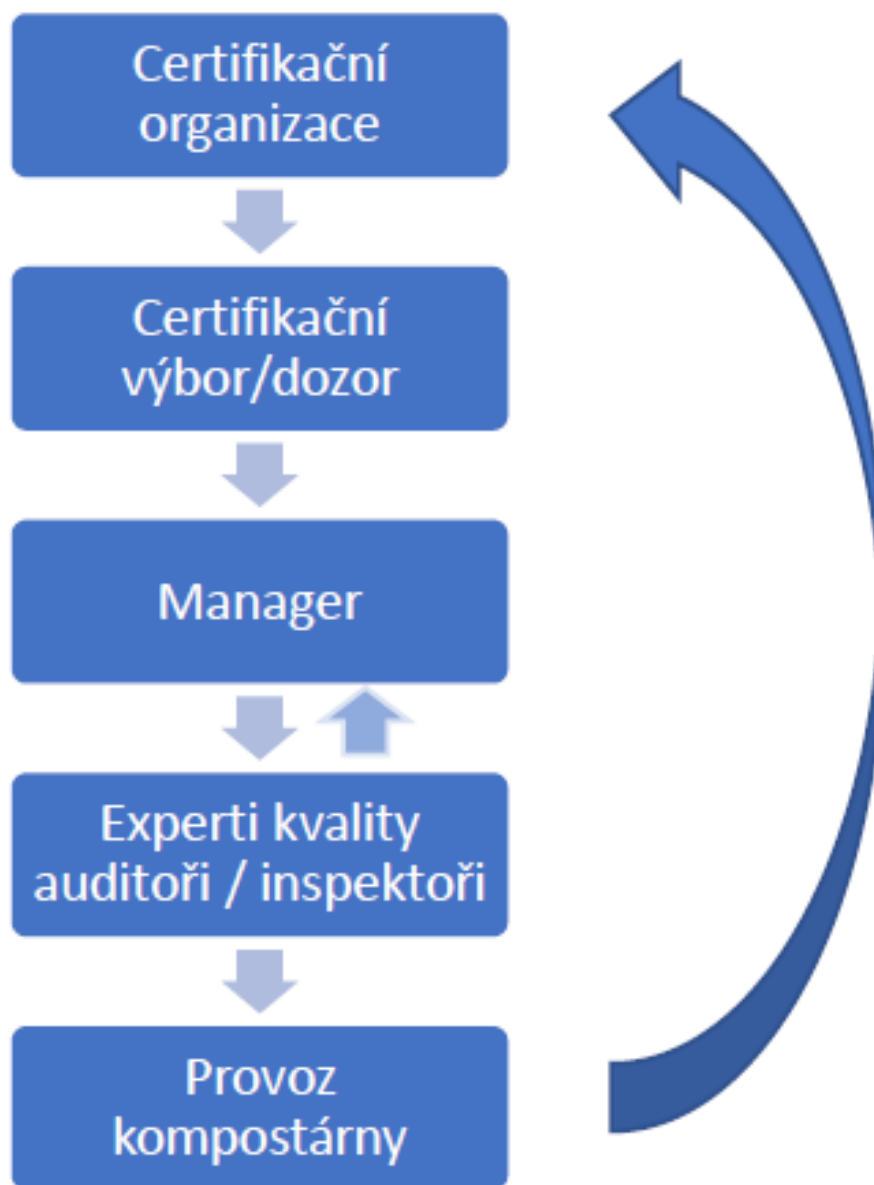 Certifikační
organizace
Certifikační
výbor/dozor
Manager
Experti kvality
auditoři / inspektoři
Provoz
kompostárny